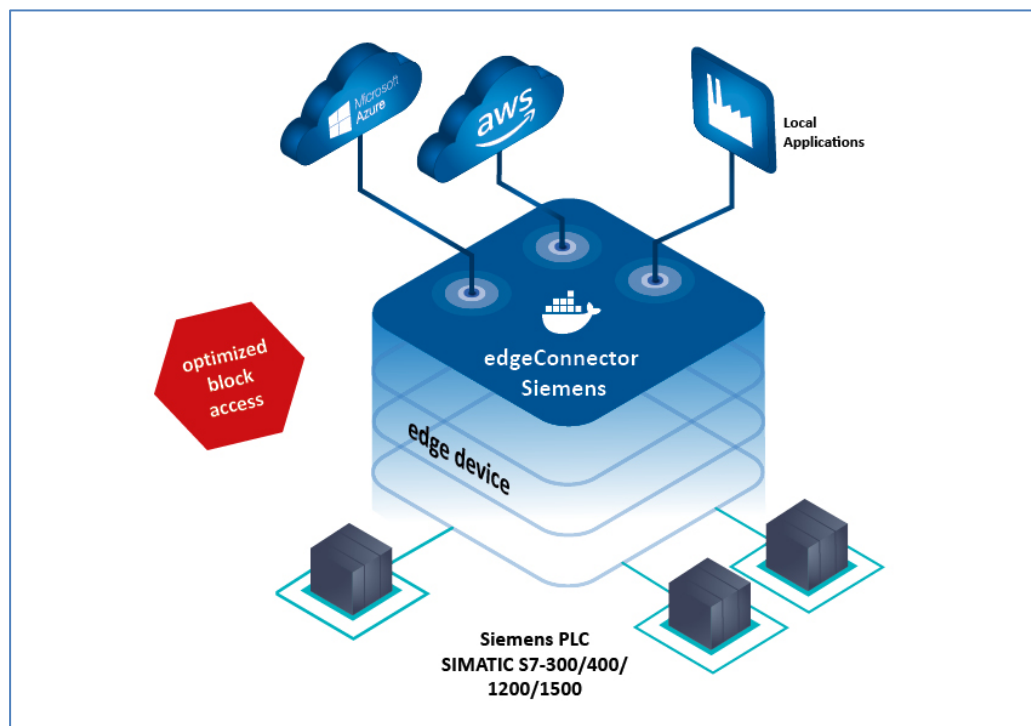 Microsoft
Azure
aws
Local
Applications
edgeConnector
Siemens
optimized
block
access
edge device
Siemens PLC
SIMATIC S7-300/400/
1200/1500